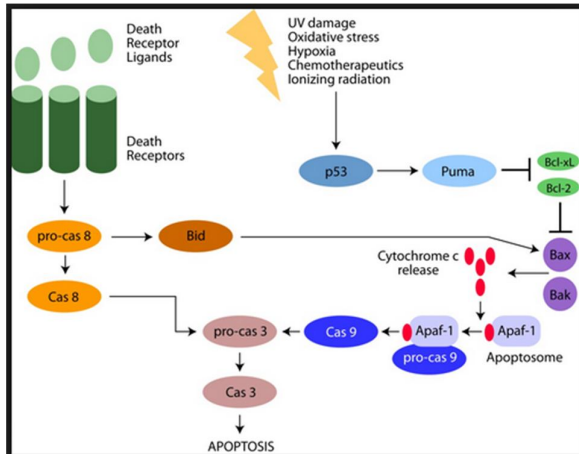 Death
Receptor
Ligands
UV damage
Oxidative stress
Hypoxia
Chemotherapeutics
Ionizing radiation
Death
Receptors
p53
Puma
Bcl-xL
Bcl-2
pro-cas 8
Bid
Bax
Cytochrome c
release
Bak
Cas 8
pro-cas 3
Cas 9
Apaf-1
Apaf-1
pro-cas 9
Apoptosome
Cas 3
APOPTOSIS